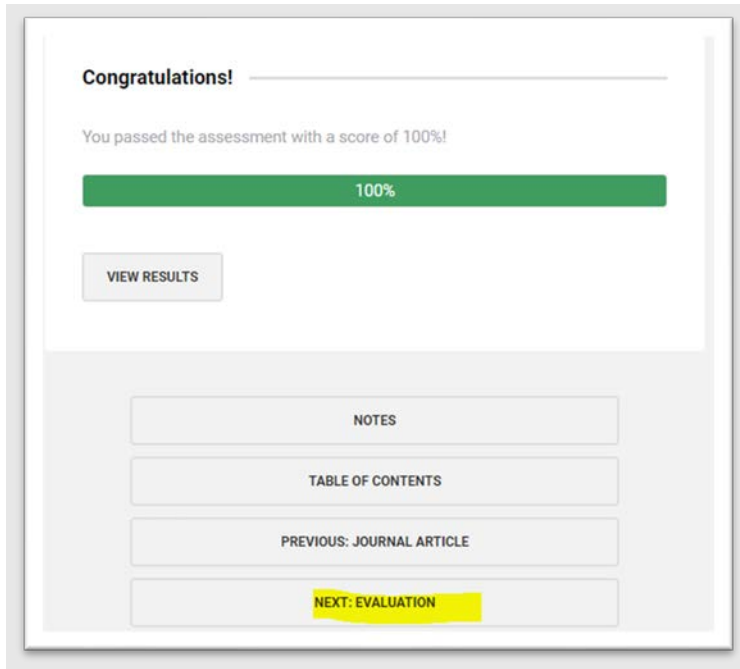 Congratulations!
You passed the assessment with a score of 100%!
100%
VIEW RESULTS
NOTES
TABLE OF CONTENTS
PREVIOUS: JOURNAL ARTICLE
NEXT: EVALUATION